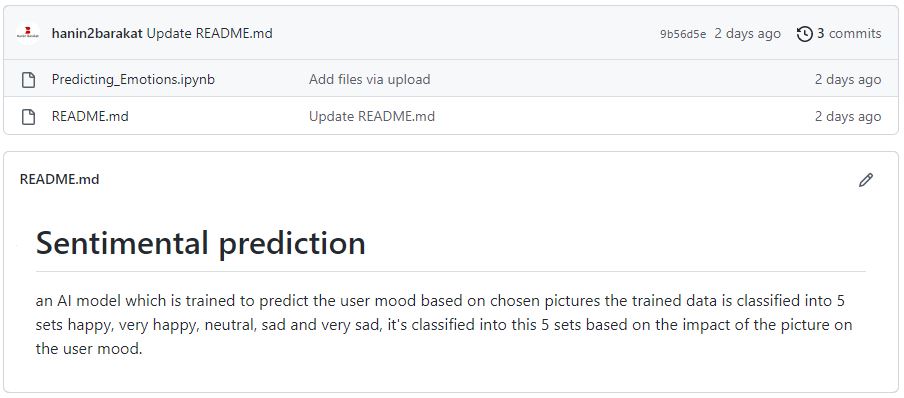 hanin2barakat Update README.md 9b56d5e 2 days ago 3 commits
Predicting_Emotions.ipynb Add files via upload 2 days ago
README.md Update README.md 2 days ago
README.md
Sentimental prediction
an AI model which is trained to predict the user mood based on chosen pictures the trained data is classified into 5
sets happy, very happy, neutral, sad and very sad, it's classified into this 5 sets based on the impact of the picture on
the user mood.